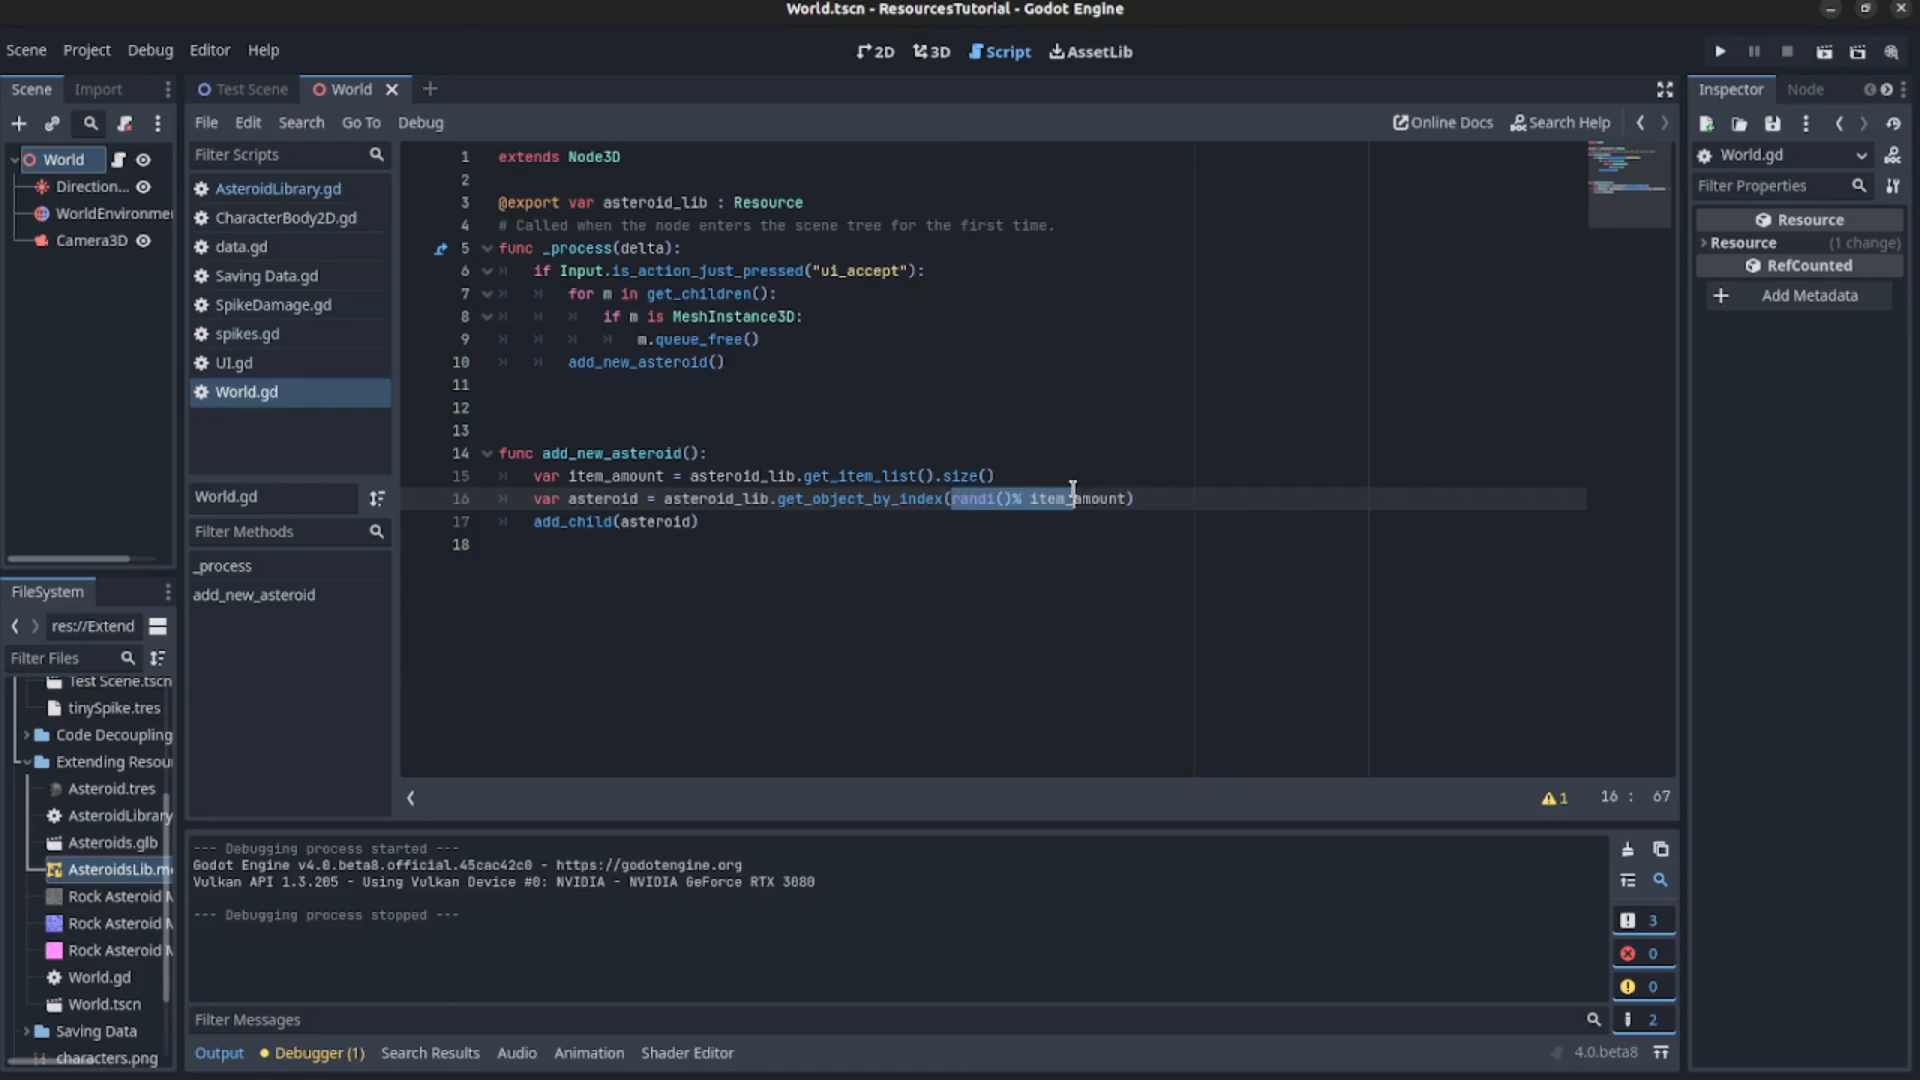 World.tscn - ResourcesTutorial - Godot Engine
Scene Project Debug Editor Help
2D 3D Script AssetLib
Scene Import
Test Scene World
Inspector Node
File Edit Search Go To Debug
Online Docs Search Help
World
Direction...
WorldEnvironme
Camera3D
Filter Scripts
AsteroidLibrary.gd
CharacterBody2D.gd
data.gd
Saving Data.gd
SpikeDamage.gd
spikes.gd
UI.gd
World.gd
World.gd
Filter Methods
_process
add_new_asteroid
1 extends Node3D
2
3 @export var asteroid_lib : Resource
4 # Called when the node enters the scene tree for the first time.
5 func _process(delta):
6 if Input.is_action_just_pressed("ui_accept"):
7 for m in get_children():
8 if m is MeshInstance3D:
9 m.queue_free()
10 add_new_asteroid()
11
12
13
14 func add_new_asteroid():
15 var item_amount = asteroid_lib.get_item_list().size()
16 var asteroid = asteroid_lib.get_object_by_index(randi()% item_amount)
17 add_child(asteroid)
18
1 16 : 67
World.gd
Filter Properties
Resource
Resource (1 change)
RefCounted
Add Metadata
FileSystem
res://Extend
Filter Files
Test Scene.tscn
tinySpike.tres
Code Decoupling
Extending Resou
Asteroid.tres
AsteroidLibrary
Asteroids.glb
AsteroidsLib.me
Rock Asteroid M
Rock Asteroid M
Rock Asteroid M
World.gd
World.tscn
Saving Data
characters.png
--- Debugging process started ---
Godot Engine v4.0.beta8.official.45cac42c0 - https://godotengine.org
Vulkan API 1.3.205 - Using Vulkan Device #0: NVIDIA - NVIDIA GeForce RTX 3080
--- Debugging process stopped ---
3
0
0
2
Filter Messages
Output Debugger (1) Search Results Audio Animation Shader Editor
4.0.beta8